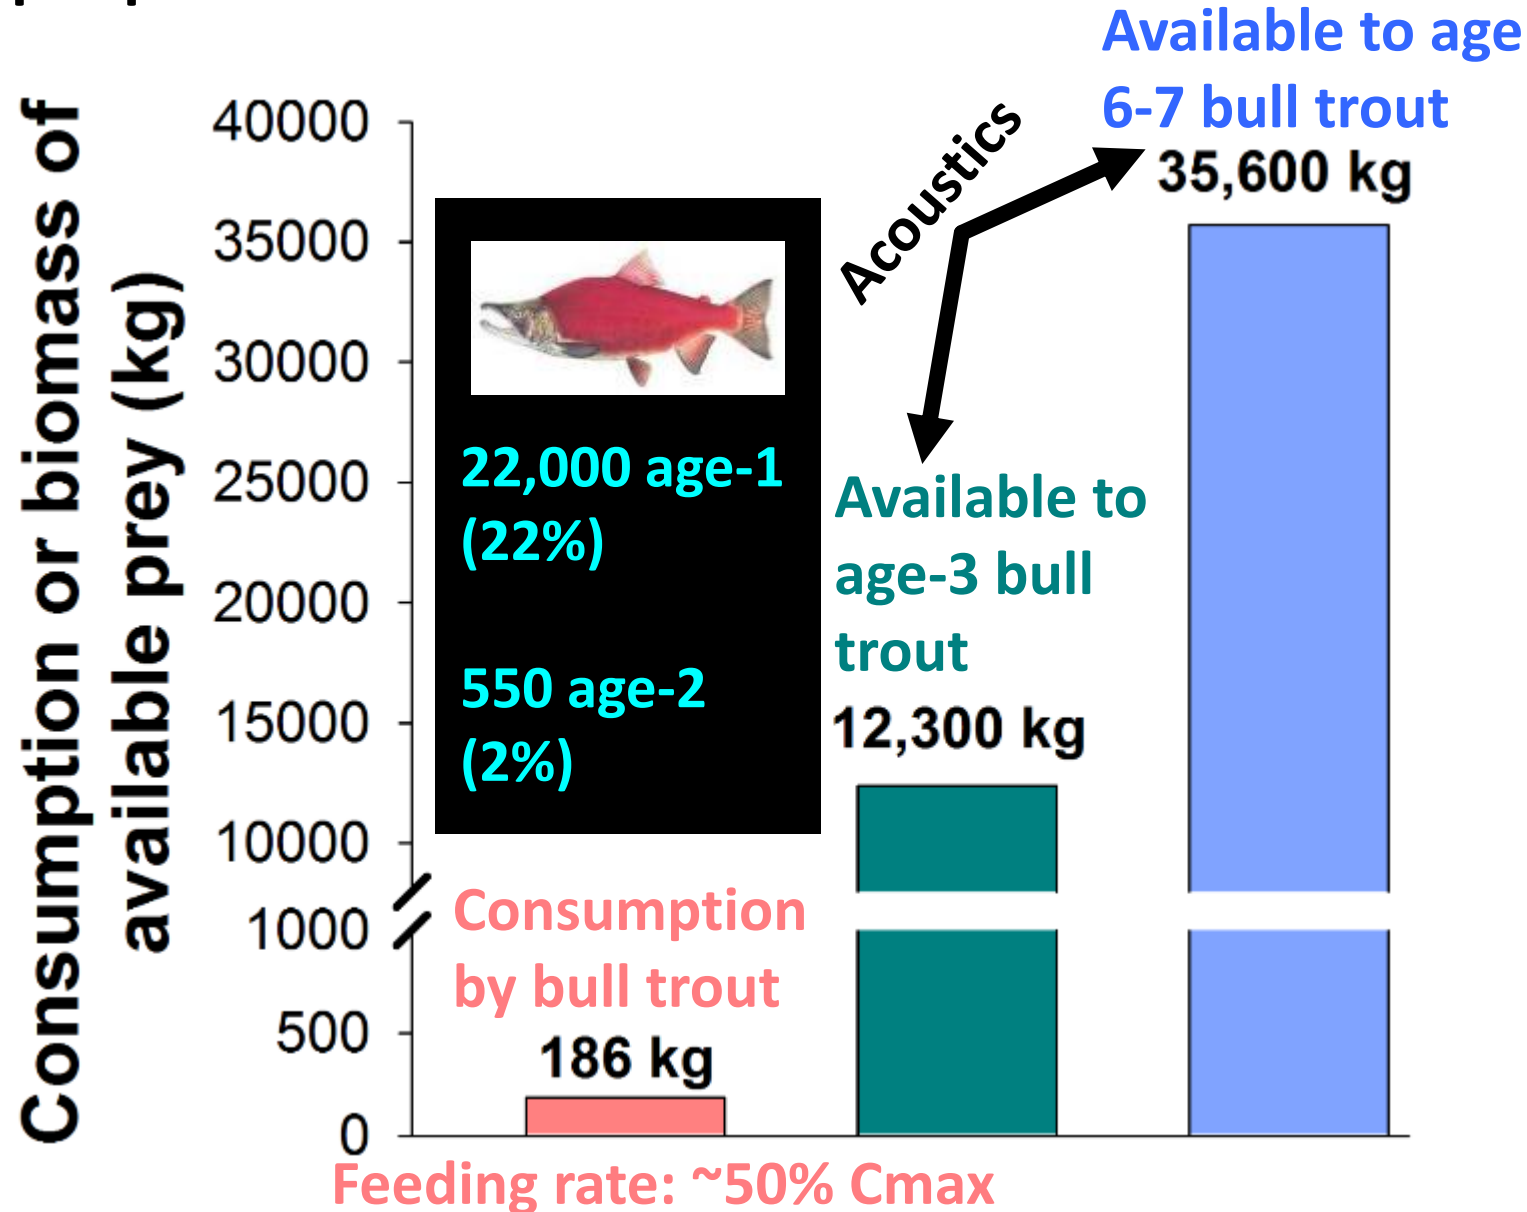 Available to age
6-7 bull trout
35,600 kg
Acoustics
Consumption or biomass of
available prey (kg)
40000
35000
30000
25000
20000
15000
10000
1000
500
0
22,000 age-1
(22%)
550 age-2
(2%)
Available to
age-3 bull
trout
12,300 kg
Consumption
by bull trout
186 kg
Feeding rate: ~50% Cmax